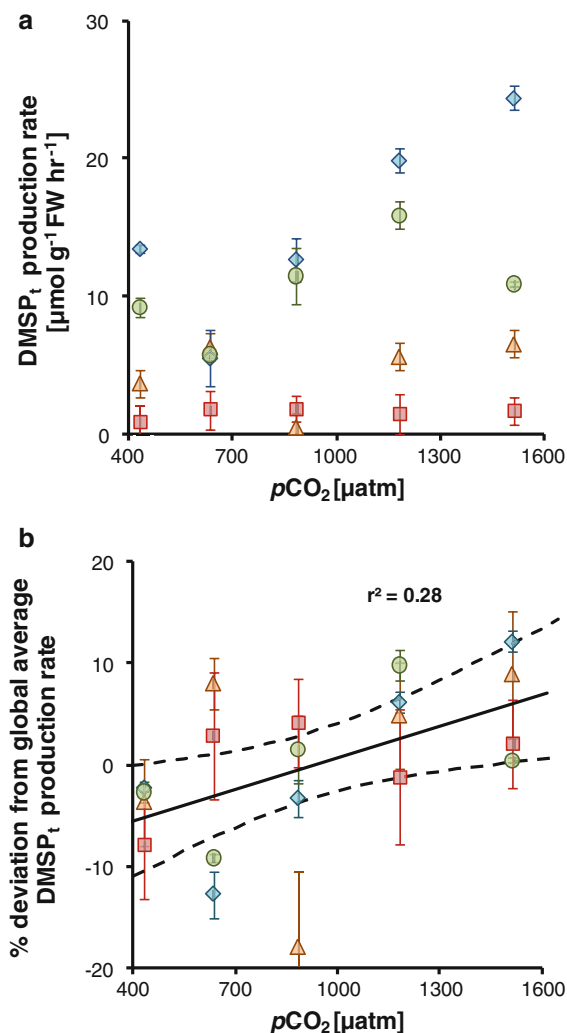 a
30
20
10
0
DMSPt production rate
[µmol g-1 FW hr-1]
400 700 1000 1300 1600
pCO2 [µatm]
b
r² = 0.28
20
10
0
-10
-20
% deviation from global average
DMSPt production rate
400 700 1000 1300 1600
pCO2 [µatm]